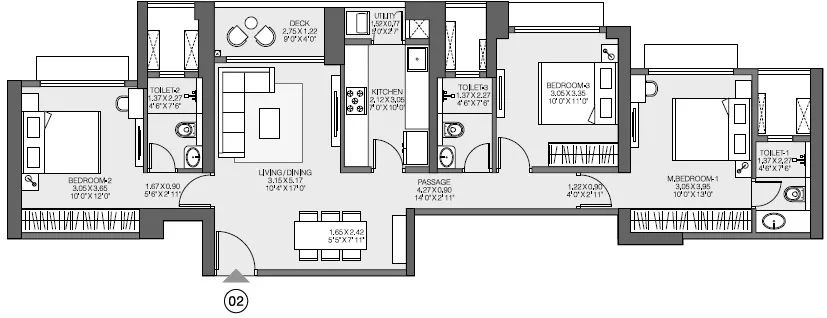 DECK
2.75 X 1.22
9'0" X 4'0"
UTILITY
1.52 X0.77
5'0"X2'7"
TOILET-2
1.37 X 2.27
4'6"X 7'6"
KITCHEN
2.12 X 3.05
7'0" X 10'0"
TOILET-3
1.37 X 2.27
4'6"X 7'6"
BEDROOM-3
3.05 X 3.35
10'0" X 11'0"
BEDROOM-2
3.05 X 3.65
10'0" X 12'0"
1.67 X 0.90
5'6" X 2'11"
LIVING/DINING
3.15 X 5.17
10'4" X 17'0"
PASSAGE
4.27 X0.90
14'0" X 2'11"
1.22 X 0.90
4'0" X 2'11"
M.BEDROOM-1
3.05 X 3.95
10'0" X 13'0"
TOILET-1
1.37 X 2.27
4'6" X 7'6"
1.65 X 2.42
5'5"X 7'11"
02